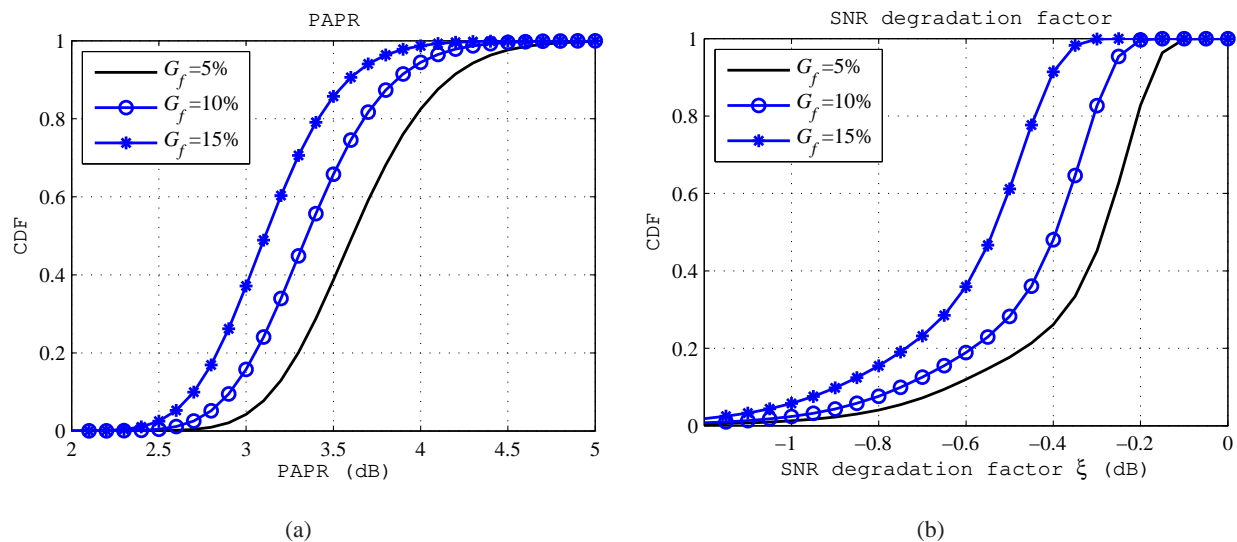 PAPR
1
0.8
0.6
0.4
0.2
0
CDF
G_f=5%
G_f=10%
G_f=15%
2 2.5 3 3.5 4 4.5 5
PAPR (dB)
(a)
SNR degradation factor
1
0.8
0.6
0.4
0.2
0
CDF
G_f=5%
G_f=10%
G_f=15%
−1 −0.8 −0.6 −0.4 −0.2 0
SNR degradation factor ξ (dB)
(b)